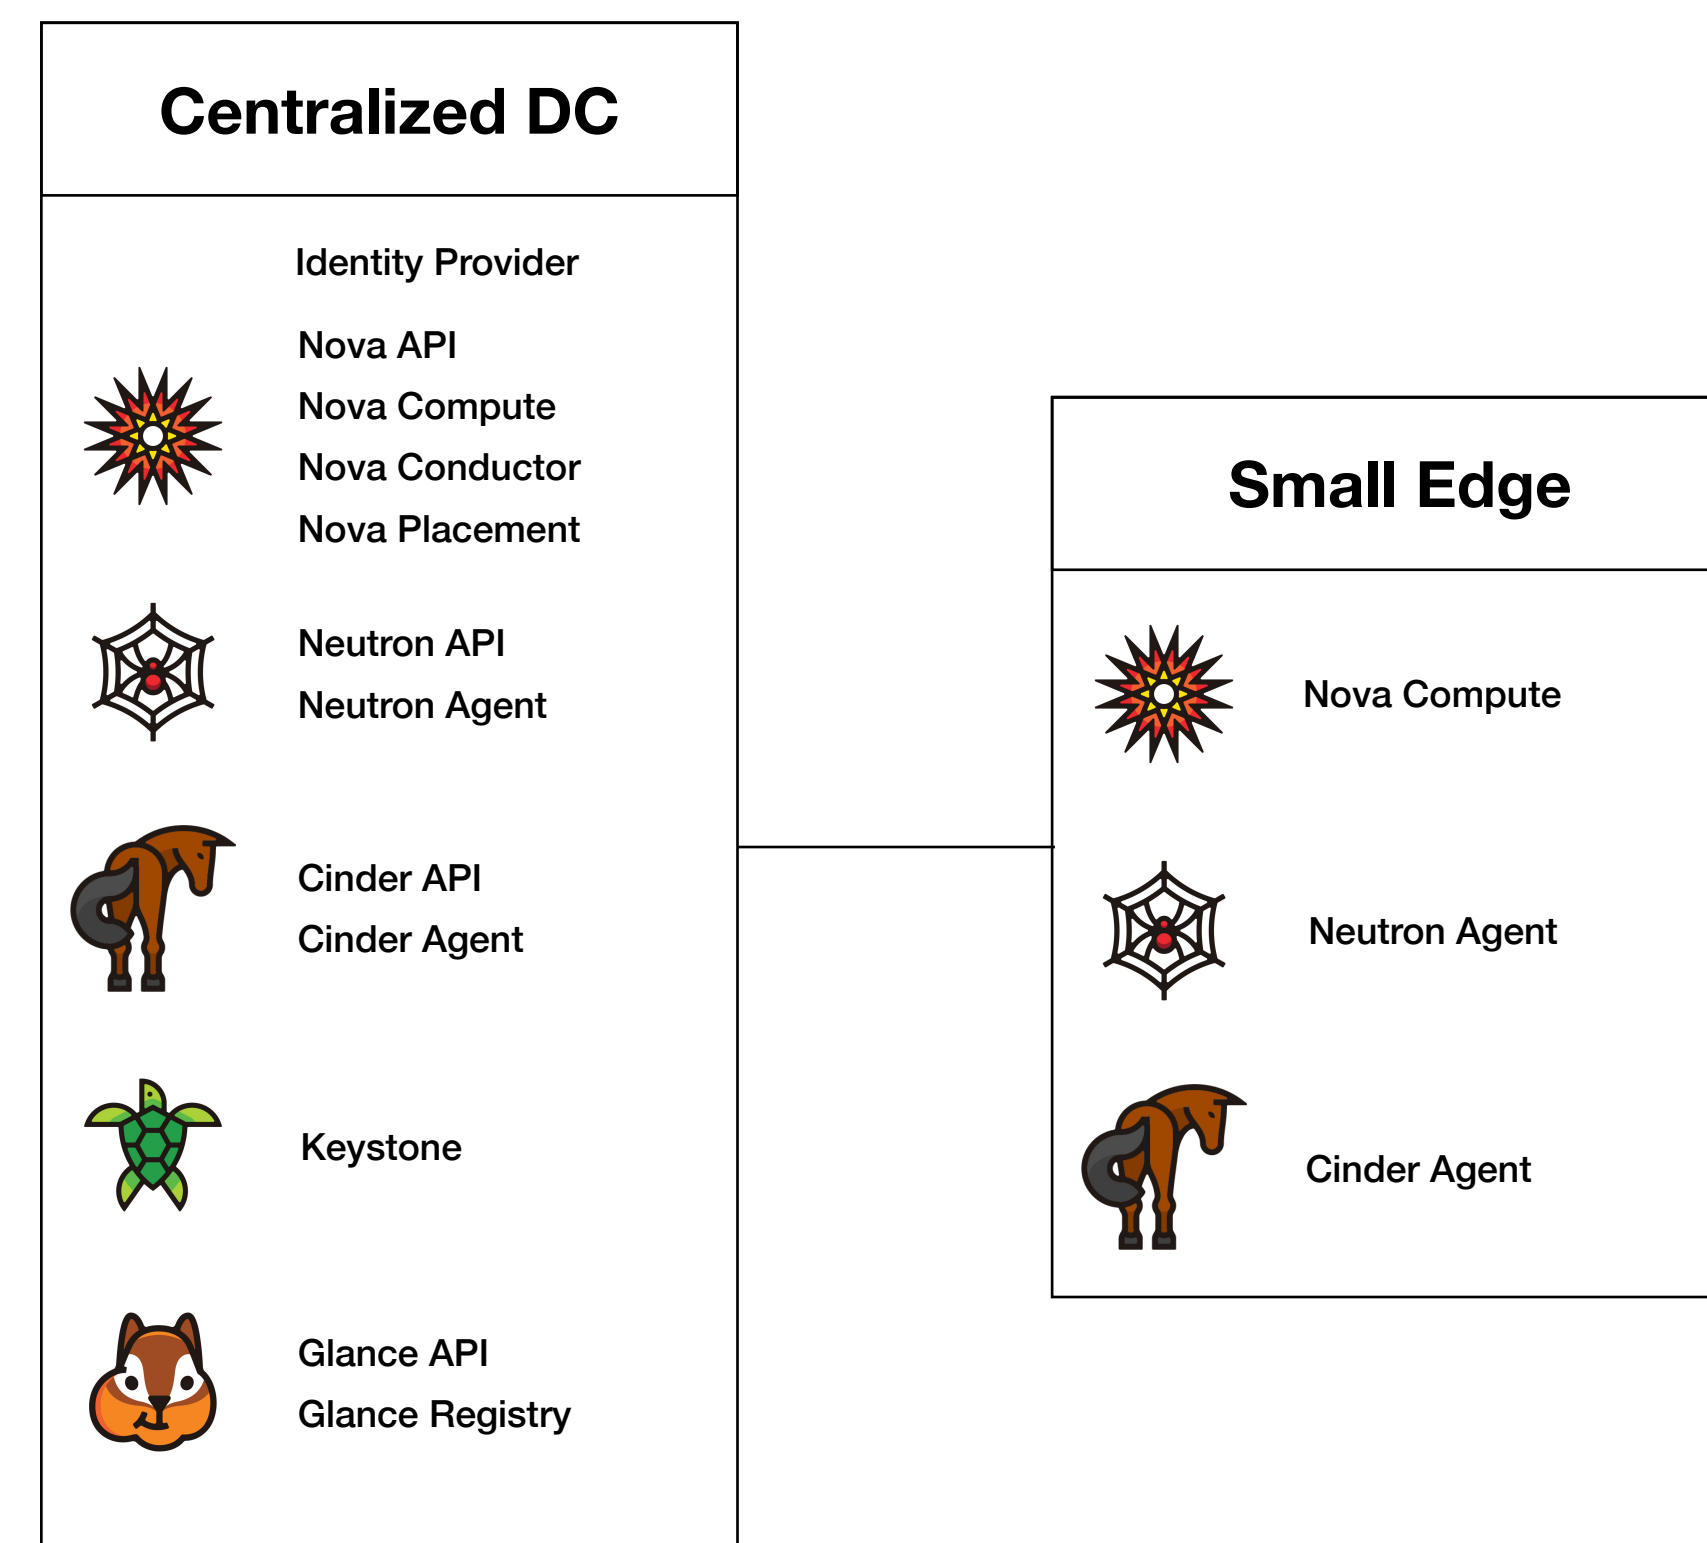 Centralized DC
Identity Provider
Nova API
Nova Compute
Nova Conductor
Nova Placement
Neutron API
Neutron Agent
Cinder API
Cinder Agent
Keystone
Glance API
Glance Registry
Small Edge
Nova Compute
Neutron Agent
Cinder Agent